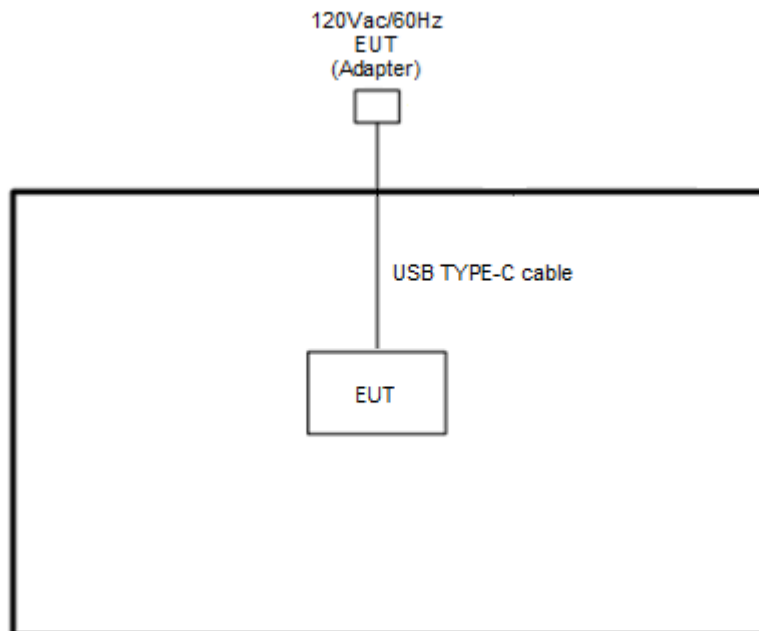 120Vac/60Hz
EUT
(Adapter)
USB TYPE-C cable
EUT